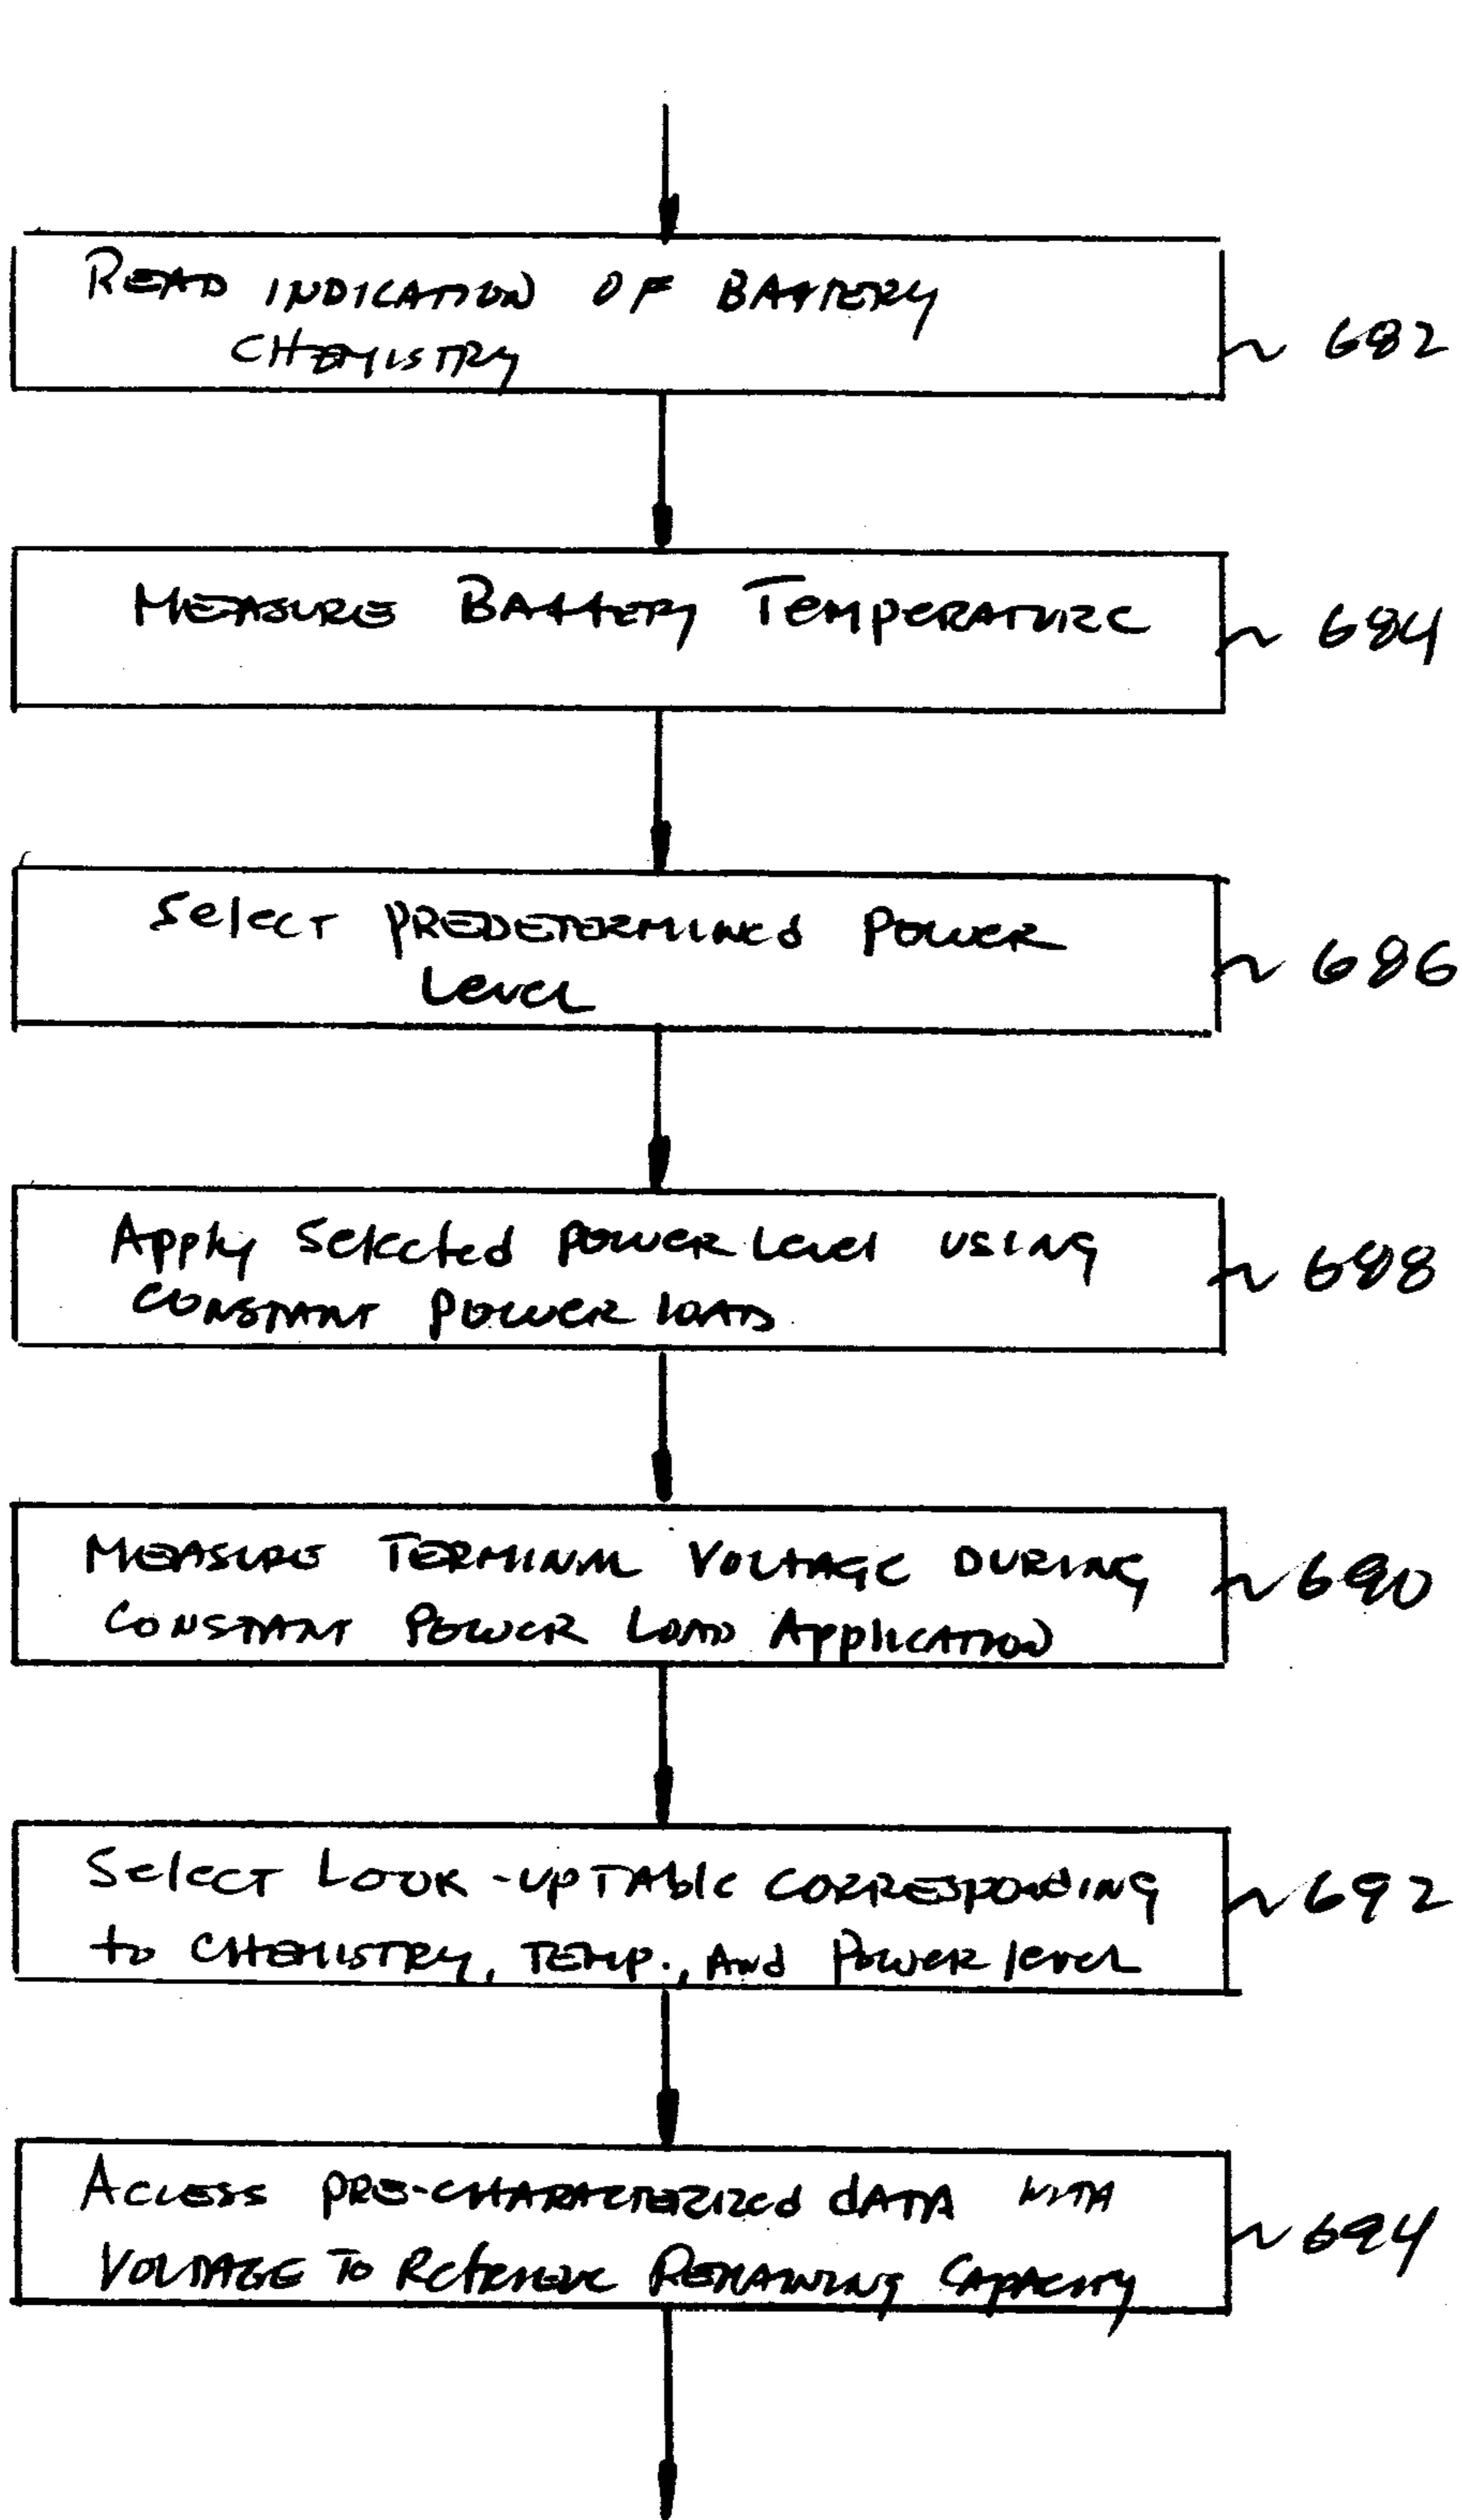 READ INDICATION OF BATTERY
CHEMISTRY
682
MEASURE BATTERY TEMPERATURE
684
Select PREDETERMINED POWER
Level
686
Apply Selected POWER Level USING
CONSTANT POWER LOAD
688
MEASURE TERMINAL VOLTAGE DURING
CONSTANT POWER LOAD APPLICATION
690
Select LOOK-UP TABLE CORRESPONDING
to CHEMISTRY, TEMP., And Power level
692
ACCESS PRE-CHARACTERIZED dATA WITH
VOLTAGE TO Retrieve REMAINING CAPACITY
694